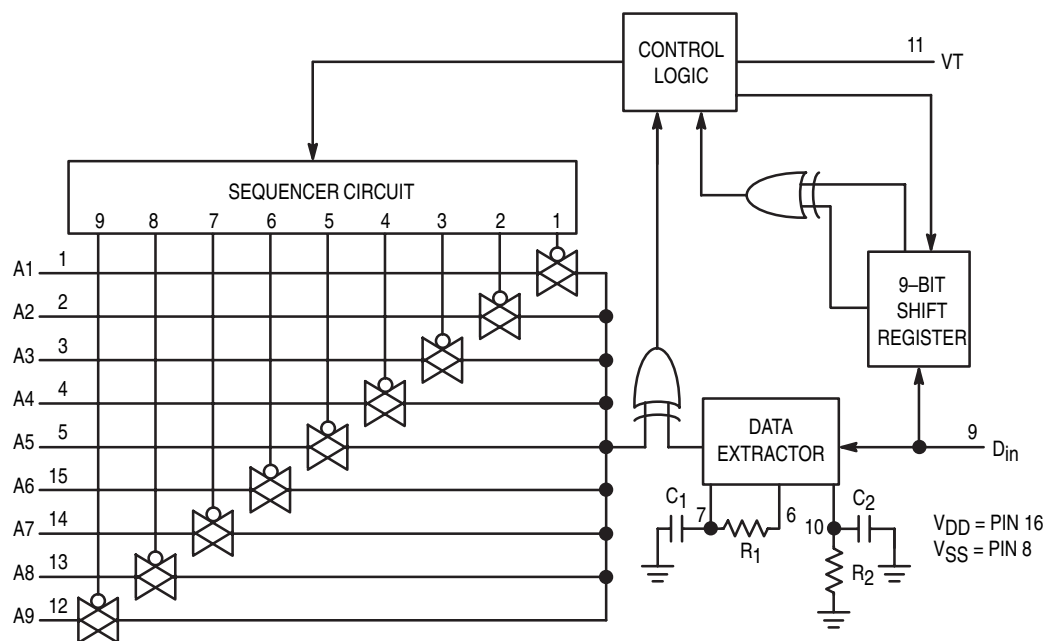 CONTROL
LOGIC
11
VT
SEQUENCER CIRCUIT
9 8 7 6 5 4 3 2 1
A1 1
A2 2
A3 3
A4 4
A5 5
A6 15
A7 14
A8 13
A9 12
9–BIT
SHIFT
REGISTER
DATA
EXTRACTOR
9
Din
C1
7
R1
6
10
C2
R2
VDD = PIN 16
VSS = PIN 8